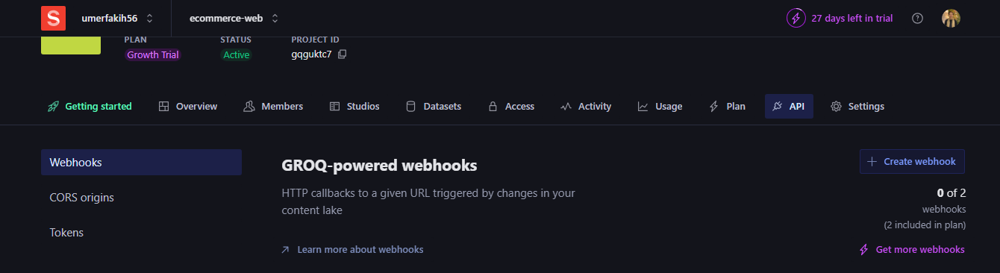 S umerfakih56 ecommerce-web 27 days left in trial
PLAN STATUS PROJECT ID
Growth Trial Active gqguktc7
Getting started Overview Members Studios Datasets Access Activity Usage Plan API Settings
Webhooks
CORS origins
Tokens
GROQ-powered webhooks
HTTP callbacks to a given URL triggered by changes in your
content lake
Learn more about webhooks
Create webhook
0 of 2
webhooks
(2 included in plan)
Get more webhooks